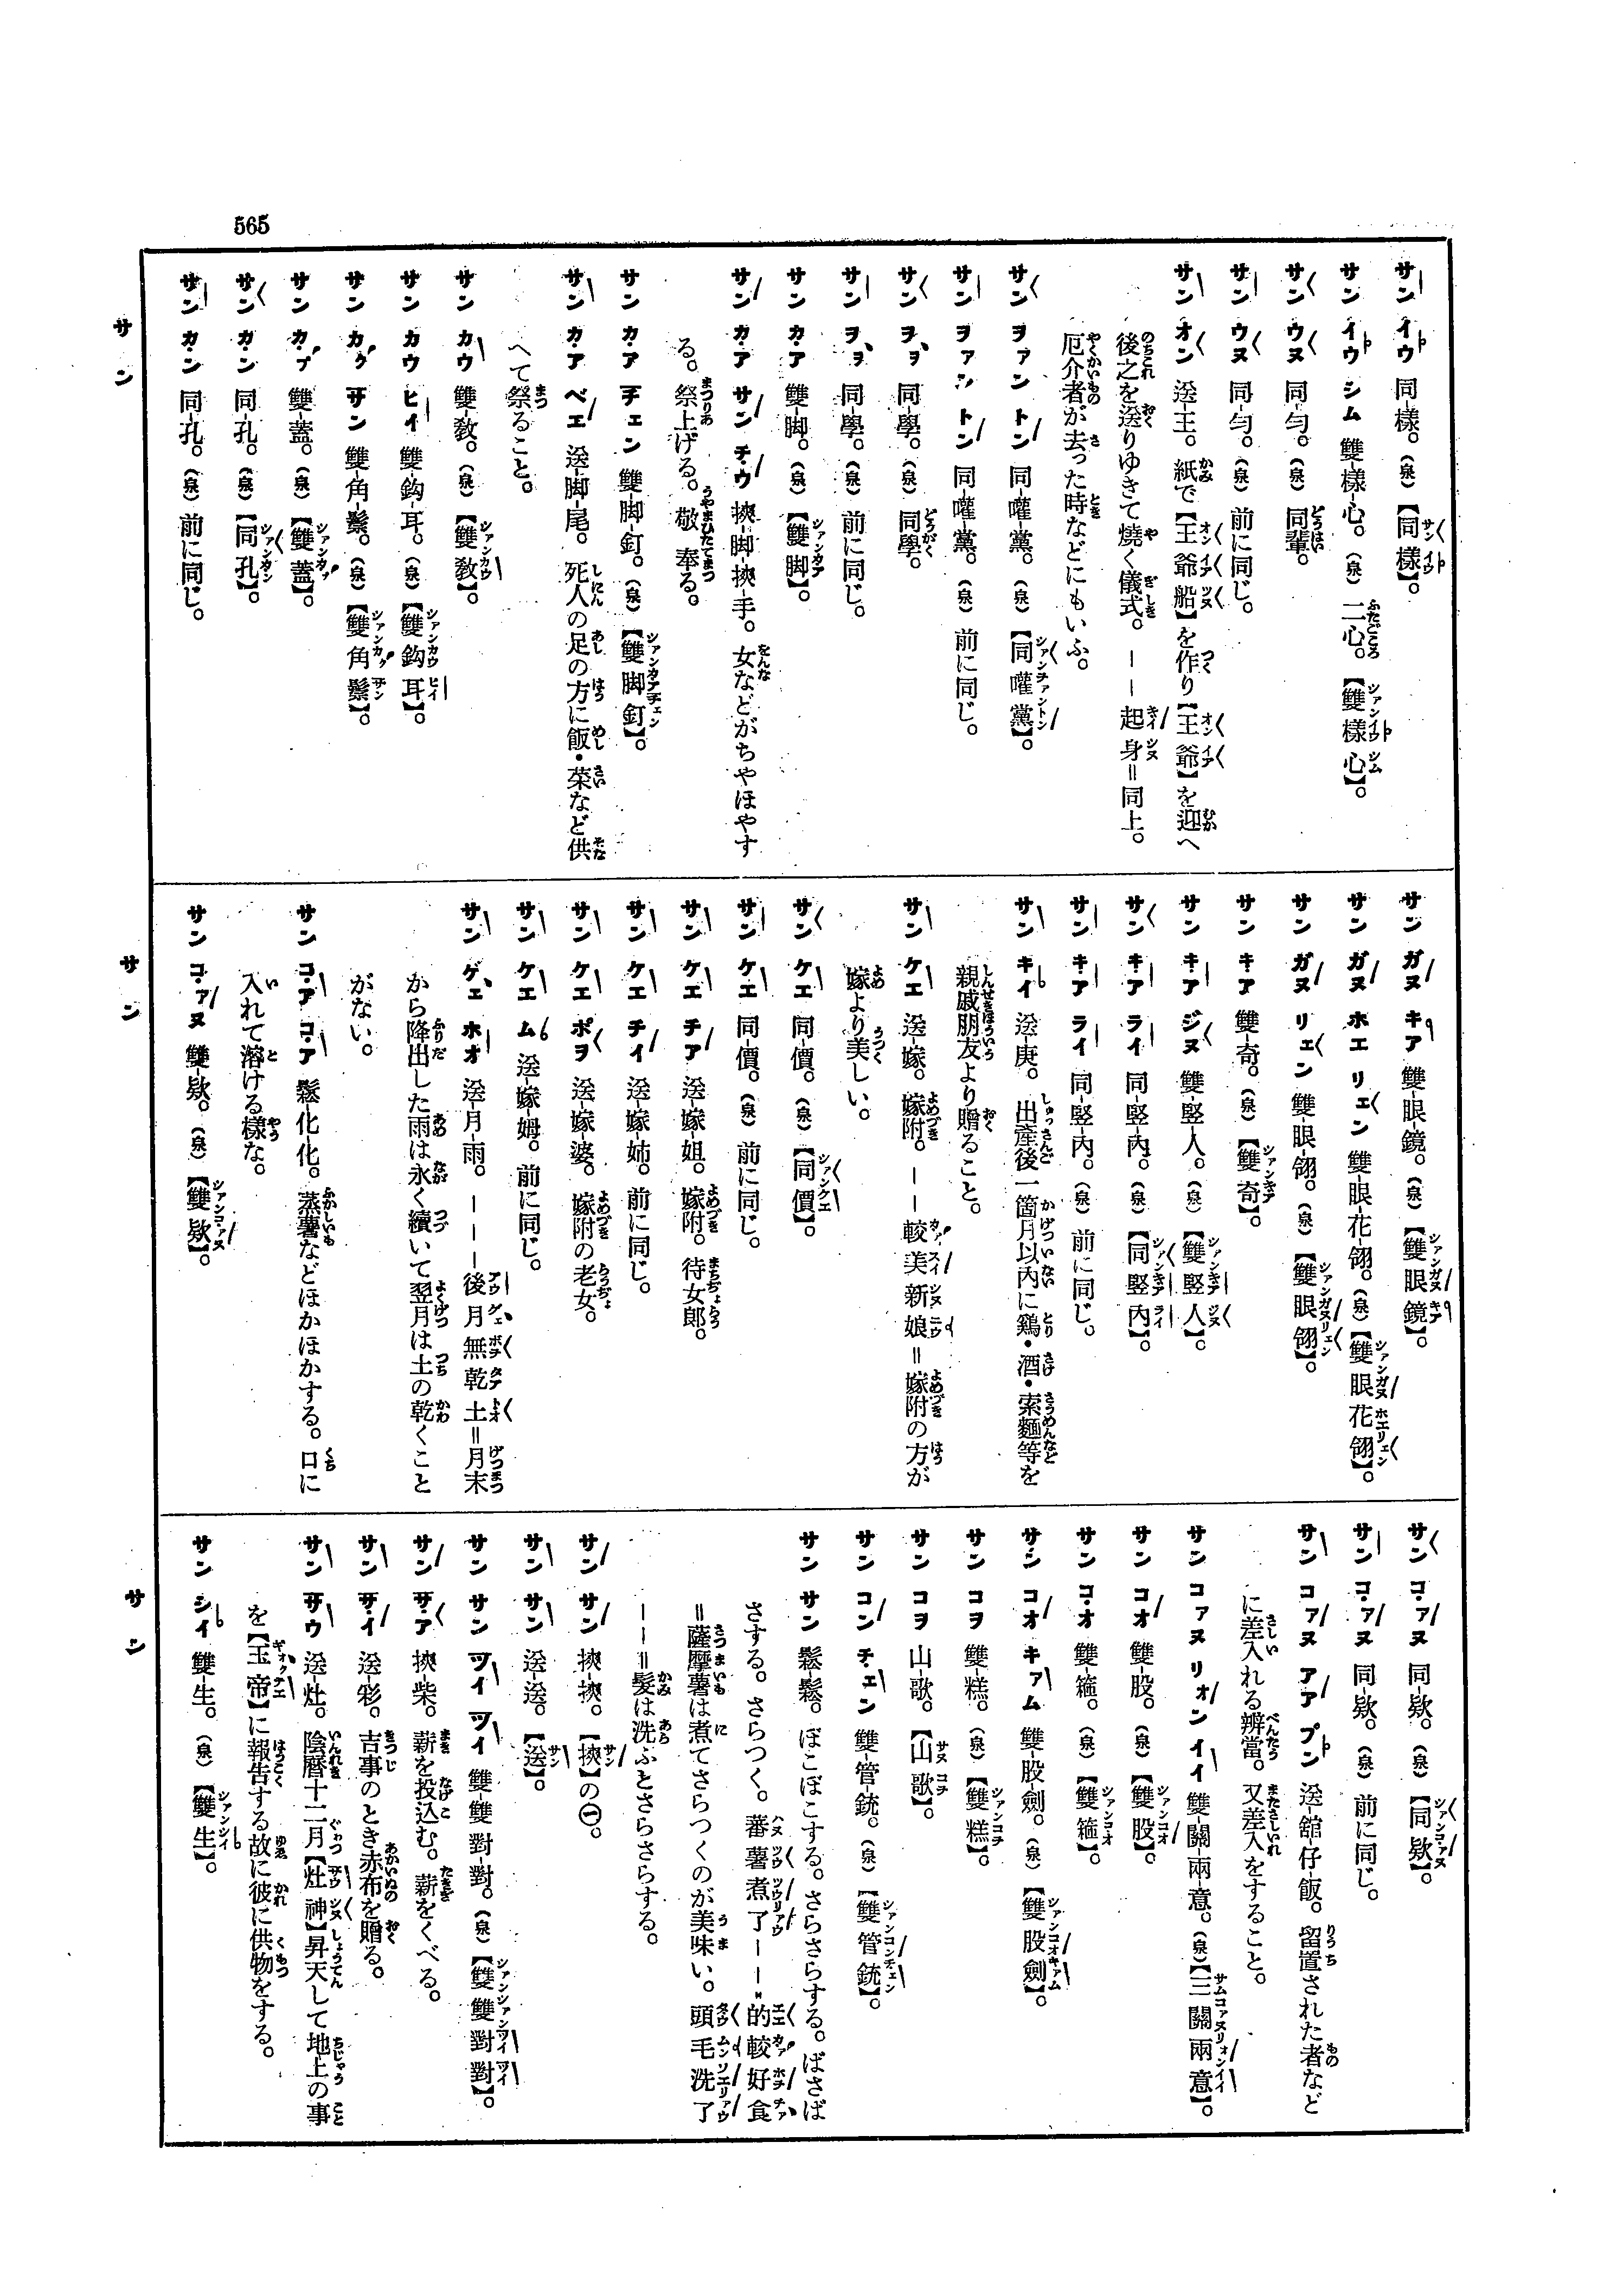 565
サン イウ 同-樣。(泉)【同樣】。
サン イウ シム 雙-樣-心。(泉) 二心。【雙樣心】。
サン ウヌ 同-勻。(泉) 同輩。
サン ウヌ 同-勻。(泉) 前に同じ。
サン オン 送-王。紙で【王爺船】を作り【王爺】を迎へ
後之を送りゆきて燒く儀式。――起身=同上。
厄介者が去つた時などにもいふ。
サン ヲァン トン 同-嚾-黨。(泉)【同嚾黨】。
サン ヲァン トン 同-嚾-黨。(泉) 前に同じ。
サン ヲヲ 同-學。(泉) 同學。
サン ヲヲ 同-學。(泉) 前に同じ。
サン カ・ア 雙-脚。(泉)【雙脚】。
サン カ・ア サン チ・ウ 摤-脚-摤-手。女などがちやほやす
る。祭上げる。敬奉る。
サン カ・ア チェン 雙-脚-釘。(泉)【雙脚釘】。
サン カ・ア ベエ 送-脚-尾。死人の足の方に飯・菜など供
へて祭ること。
サン カウ 雙-敎。(泉)【雙敎】。
サン カウ ヒイ 雙-鈎-耳。(泉)【雙鈎耳】。
サン カク サン 雙-角-鬃。(泉)【雙角鬃】。
サン カ・プ 雙-蓋。(泉)【雙蓋】。
サン カ・ン 同-孔。(泉)【同孔】。
サン カ・ン 同-孔。(泉) 前に同じ。
サン
サン ガヌ キア 雙-眼-鏡。(泉)【雙眼鏡】。
サン ガヌ ホエ リェン 雙-眼-花-翎。(泉)【雙眼花翎】。
サン ガヌ リェン 雙-眼-翎。(泉)【雙眼翎】。
サン キ・ア 雙-奇。(泉)【雙奇】。
サン キ・ア ジヌ 雙-竪-人。(泉)【雙竪人】。
サン キ・ア ライ 同-竪-內。(泉)【同竪內】。
サン キ・ア ライ 同-竪-內。(泉) 前に同じ。
サン キイ 送-庚。出產後一箇月以內に鷄・酒・索麵等を
親戚朋友より贈ること。
サン ケエ 送-嫁。嫁附。――較美新娘=嫁附の方が
嫁より美しい。
サン ケエ 同-價。(泉)【同價】。
サン ケエ 同-價。(泉) 前に同じ。
サン ケエ チア 送-嫁-姐。嫁附。待女郎。
サン ケエ チイ 送-嫁-姉。前に同じ。
サン ケエ ポヲ 送-嫁-婆。嫁附の老女。
サン ケエ ム 送-嫁-姆。前に同じ。
サン ゲェ ホオ 送-月-雨。―――後月無乾土=月末
から降出した雨は永く續いて翌月は土の乾くこと
がない。
サン コ・ア コ・ア 鬆-化-化。蒸薯などほかほかする。口に
入れて溶ける樣な。
サン コ・アヌ 雙-欵。(泉)【雙欵】。
サン
サン コ・アヌ 同-欵。(泉)【同欵】。
サン コ・アヌ 同-欵。(泉) 前に同じ。
サン コァヌ アア プン 送-舘-仔-飯。留置された者など
に差入れる辨當。又差入をすること。
サン コァヌ リオン イイ 雙-關-兩-意。(泉)【三關兩意】。
サン コオ 雙-股。(泉)【雙股】。
サン コ・オ 雙-箍。(泉)【雙箍】。
サン コオ キァム 雙-股-劍。(泉)【雙股劍】。
サン コヲ 雙-糕。(泉)【雙糕】。
サン コヲ 山-歌。【山歌】。
サン コン チ・ェン 雙-管-銃。(泉)【雙管銃】。
サン サン 鬆-鬆。ぼこぼこする。さらさらする。ばさば
さする。さらつく。蕃薯煮了――的較好食
=薩摩薯は煮てさらつくのが美味い。頭毛洗了
――=髮は洗ふとさらさらする。
サン サン 摤-摤。【摤】の㊀。
サン サン 送-送。【送】。
サン サン ツイ ツイ 雙-雙-對-對。(泉)【雙雙對對】。
サン サ・ア 摤-柴。薪を投込む。薪をくべる。
サン サ・イ 送-彩。吉事のとき赤布を贈る。
サン サウ 送-灶。陰曆十二月【灶神】昇天して地上の事
を【玉帝】に報告する故に彼に供物をする。
サン シイ 雙-生。(泉)【雙生】。
サン